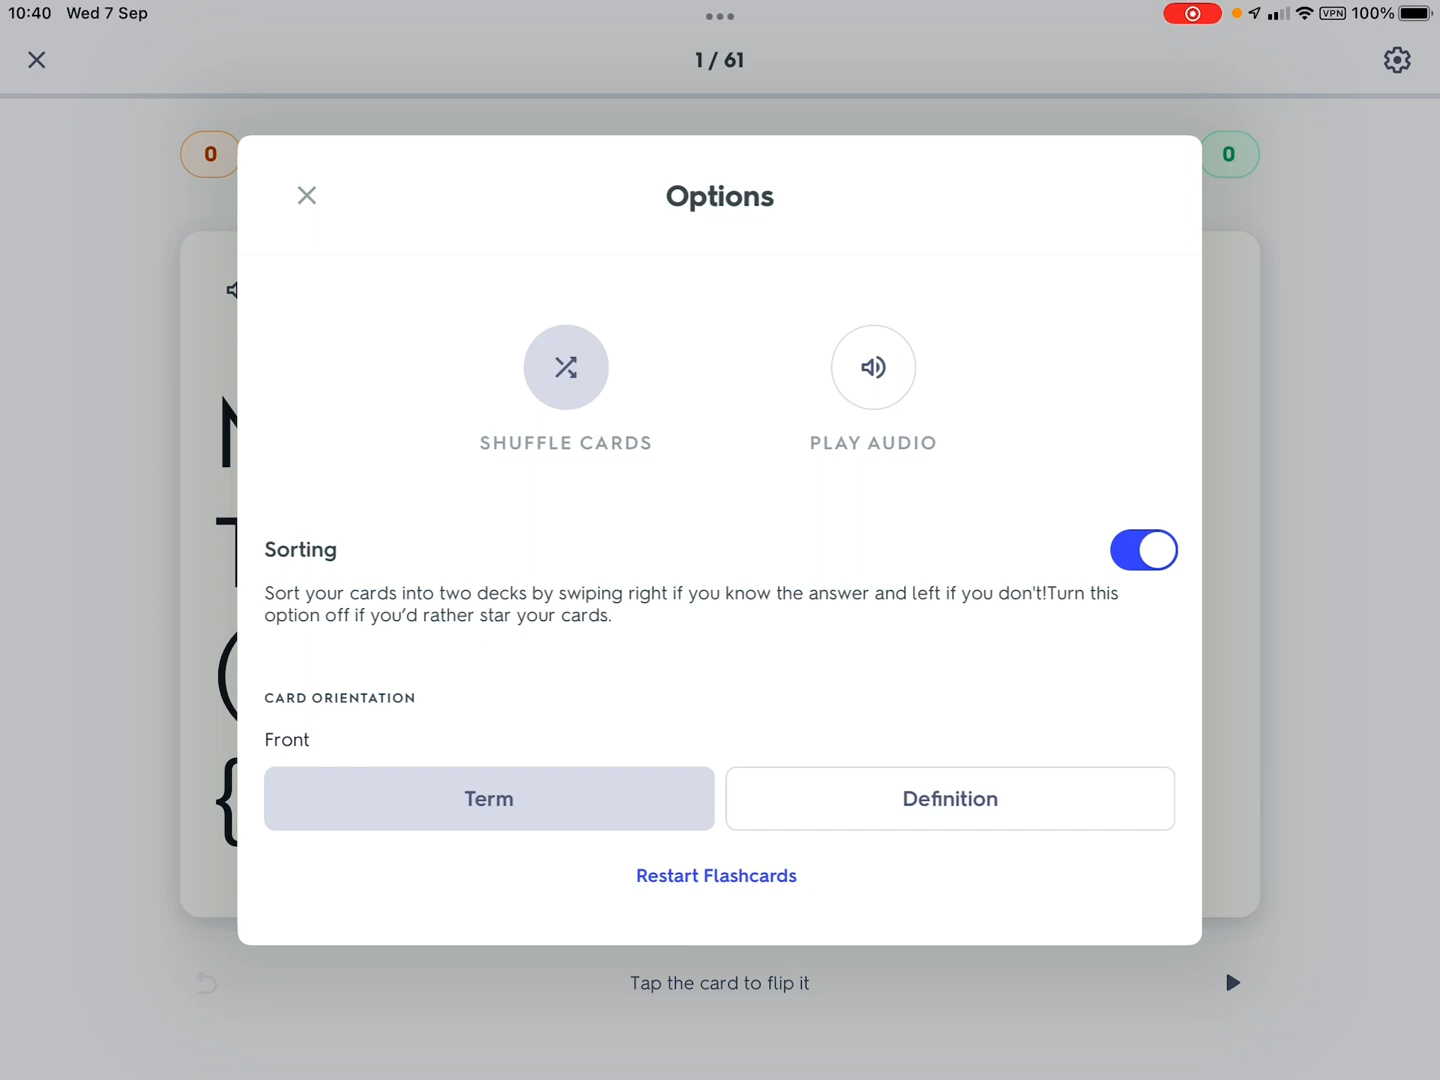 10:40 Wed 7 Sep
VPN 100%
1 / 61
0
0
Options
SHUFFLE CARDS
PLAY AUDIO
Sorting
Sort your cards into two decks by swiping right if you know the answer and left if you don't!Turn this
option off if you’d rather star your cards.
CARD ORIENTATION
Front
Term
Definition
Restart Flashcards
Tap the card to flip it